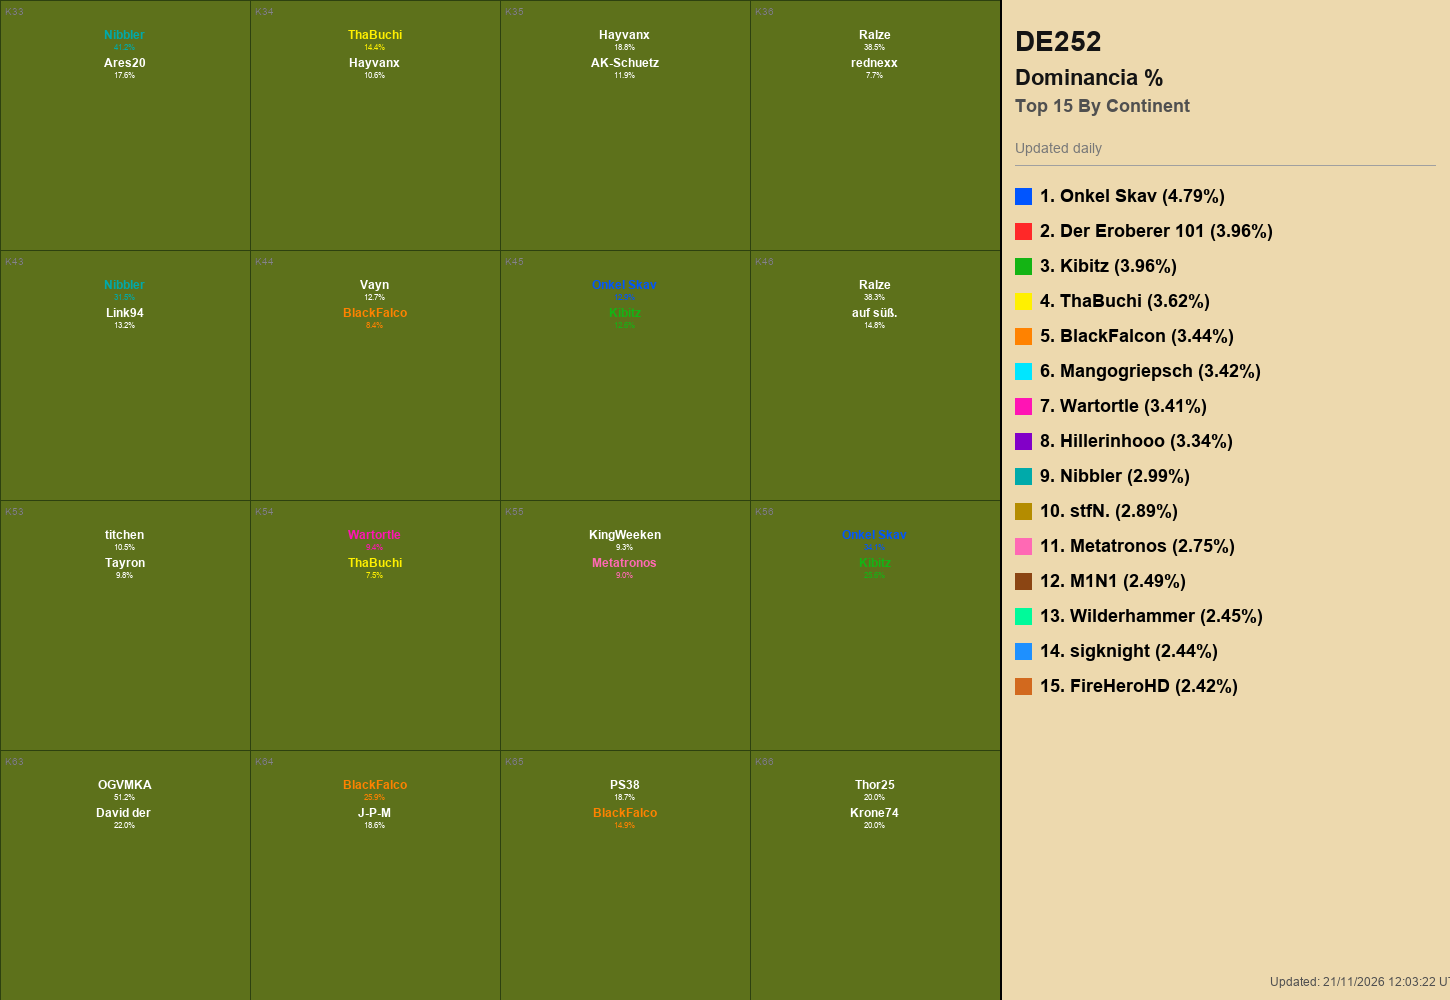 K33
Nibbler
41.2%
Ares20
17.6%
K34
ThaBuchi
14.4%
Hayvanx
10.6%
K35
Hayvanx
18.8%
AK-Schuetz
11.9%
K36
Ralze
38.5%
rednexx
7.7%
K43
Nibbler
Link94
13.2%
K44
Vayn
12.7%
BlackFalco
8.4%
K45
Onkel Skav
Kibitz
K46
Ralze
38.3%
auf süß.
14.8%
K53
titchen
10.5%
Tayron
9.8%
K54
Wartortle
ThaBuchi
7.5%
K55
KingWeeken
9.3%
Metatronos
9.0%
K56
Onkel Skav
Kibitz
K63
OGVMKA
51.2%
David der
22.0%
K64
BlackFalco
25.9%
J-P-M
18.6%
K65
PS38
18.7%
BlackFalco
14.9%
K66
Thor25
20.0%
Krone74
20.0%
DE252
Dominancia %
Top 15 By Continent
Updated daily
1. Onkel Skav (4.79%)
2. Der Eroberer 101 (3.96%)
3. Kibitz (3.96%)
4. ThaBuchi (3.62%)
5. BlackFalcon (3.44%)
6. Mangogriepsch (3.42%)
7. Wartortle (3.41%)
8. Hillerinhooo (3.34%)
9. Nibbler (2.99%)
10. stfN. (2.89%)
11. Metatronos (2.75%)
12. M1N1 (2.49%)
13. Wilderhammer (2.45%)
14. sigknight (2.44%)
15. FireHeroHD (2.42%)
Updated: 21/11/2026 12:03:22